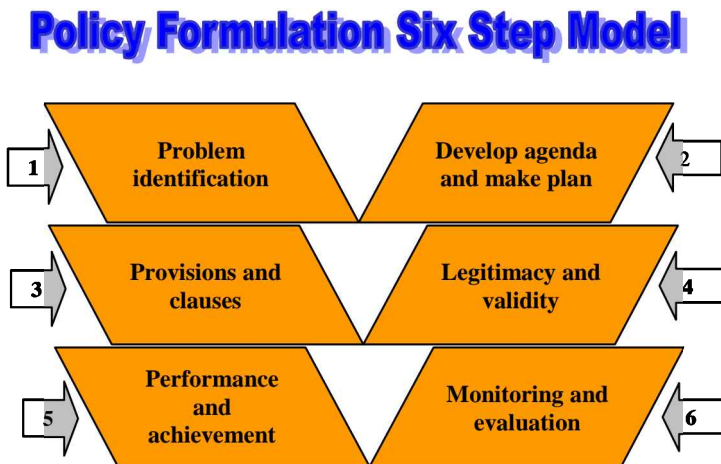 Policy Formulation Six Step Model
1
Problem
identification
Develop agenda
and make plan
2
3
Provisions and
clauses
Legitimacy and
validity
4
5
Performance
and
achievement
Monitoring and
evaluation
6